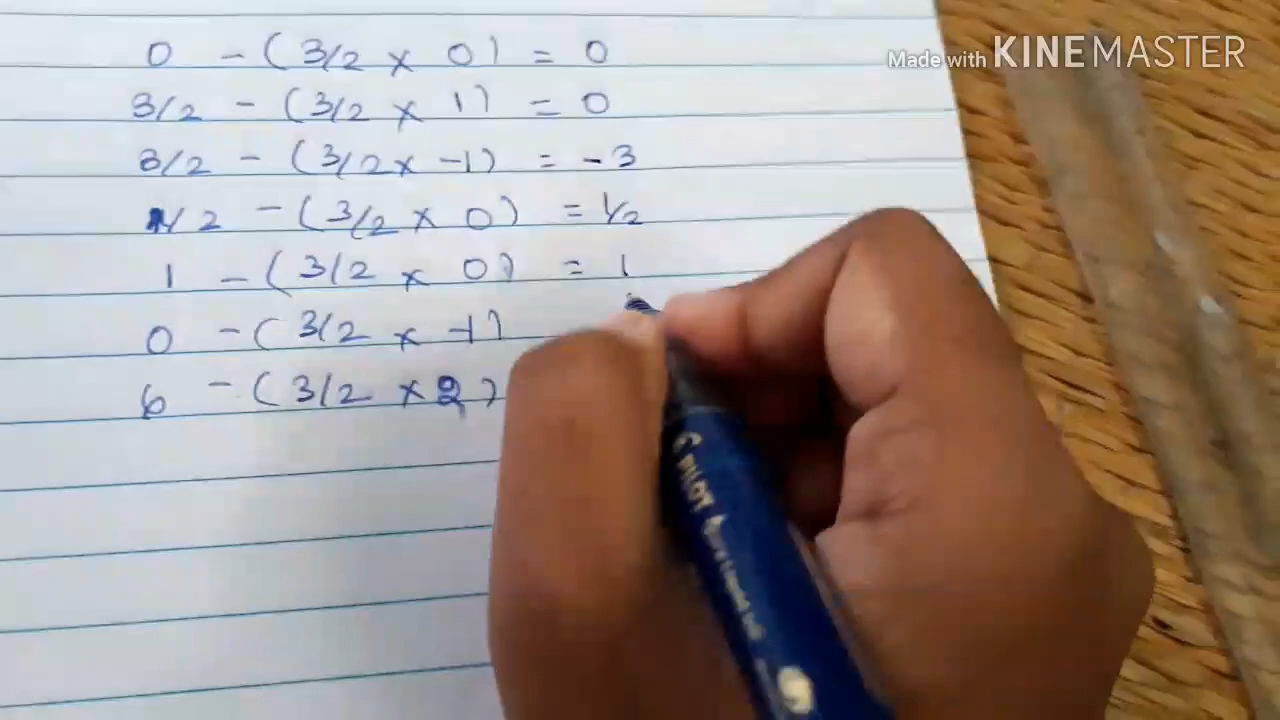 Made with KINEMASTER
0 - (3/2 × 0) = 0
3/2 - (3/2 × 1) = 0
3/2 - (3/2 × -1) = -3
1/2 - (3/2 × 0) = 1/2
1 - (3/2 × 0) = 1
0 - (3/2 × -1)
6 - (3/2 × 2)
PILOT